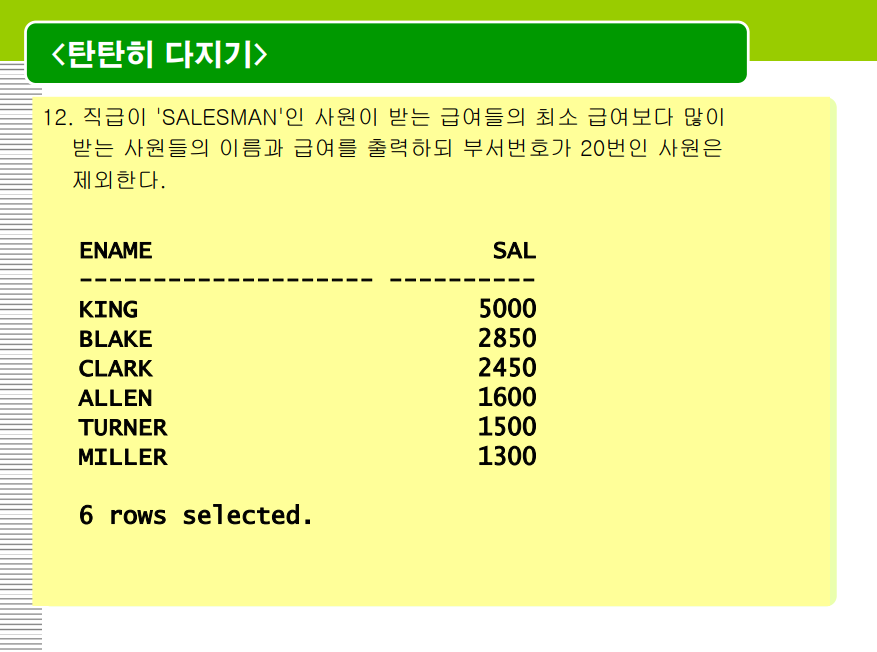 <탄탄히 다지기>
12. 직급이 'SALESMAN'인 사원이 받는 급여들의 최소 급여보다 많이
받는 사원들의 이름과 급여를 출력하되 부서번호가 20번인 사원은
제외한다.
ENAME SAL
-------------------- ----------
KING 5000
BLAKE 2850
CLARK 2450
ALLEN 1600
TURNER 1500
MILLER 1300
6 rows selected.